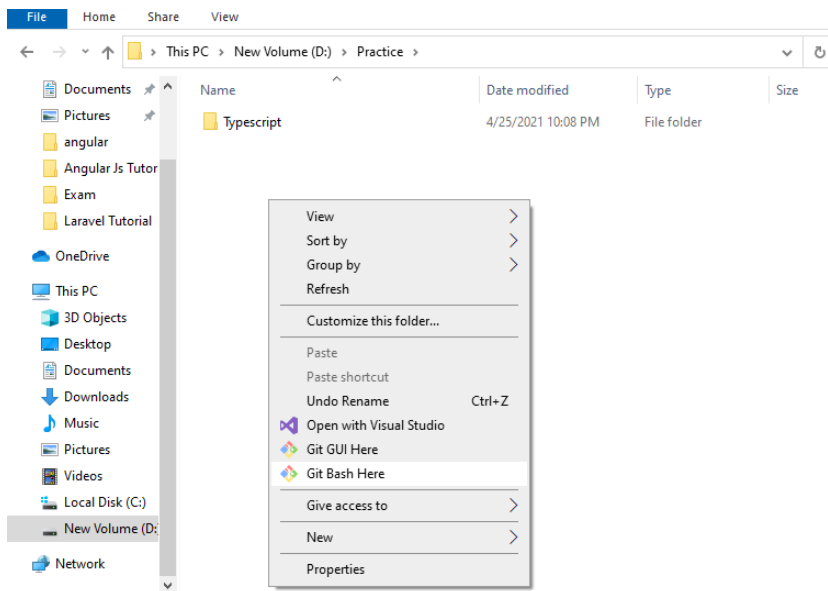 File Home Share View
This PC > New Volume (D:) > Practice >
Name Date modified Type Size
Typescript 4/25/2021 10:08 PM File folder
Documents
Pictures
angular
Angular Js Tutor
Exam
Laravel Tutorial
OneDrive
This PC
3D Objects
Desktop
Documents
Downloads
Music
Pictures
Videos
Local Disk (C:)
New Volume (D:
Network
View
Sort by
Group by
Refresh
Customize this folder...
Paste
Paste shortcut
Undo Rename Ctrl+Z
Open with Visual Studio
Git GUI Here
Git Bash Here
Give access to
New
Properties